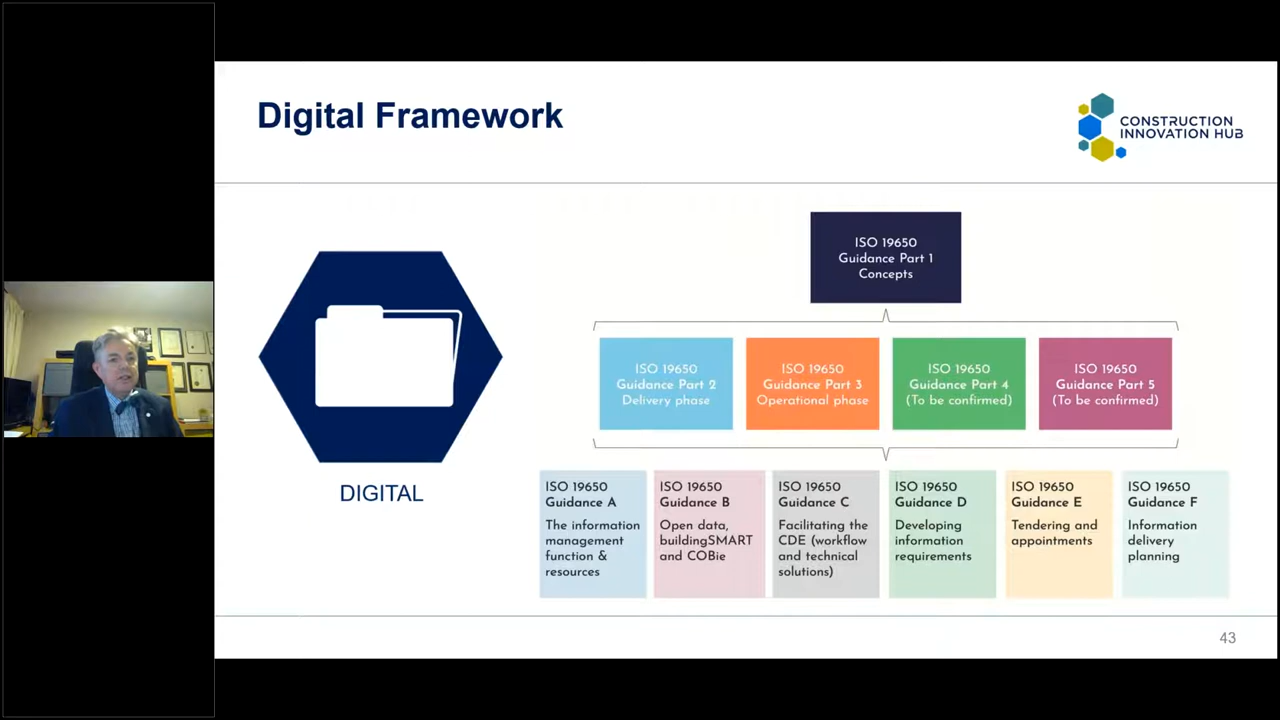 Digital Framework
CONSTRUCTION
INNOVATION HUB
DIGITAL
ISO 19650
Guidance Part 1
Concepts
ISO 19650
Guidance Part 2
Delivery phase
ISO 19650
Guidance Part 3
Operational phase
ISO 19650
Guidance Part 4
(To be confirmed)
ISO 19650
Guidance Part 5
(To be confirmed)
ISO 19650
Guidance A
The information
management
function &
resources
ISO 19650
Guidance B
Open data,
buildingSMART
and COBie
ISO 19650
Guidance C
Facilitating the
CDE (workflow
and technical
solutions)
ISO 19650
Guidance D
Developing
information
requirements
ISO 19650
Guidance E
Tendering and
appointments
ISO 19650
Guidance F
Information
delivery
planning
43